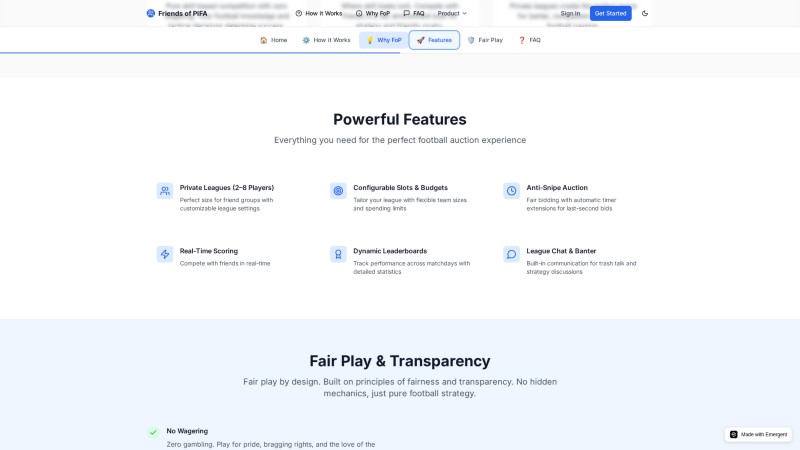 Friends of PIFA
How it Works
Why FoP
FAQ
Product
Sign In
Get Started
Home
How it Works
Why FoP
Features
Fair Play
FAQ
Powerful Features
Everything you need for the perfect football auction experience
Private Leagues (2–8 Players)
Perfect size for friend groups with
customizable league settings
Configurable Slots & Budgets
Tailor your league with flexible team sizes
and spending limits
Anti-Snipe Auction
Fair bidding with automatic timer
extensions for last-second bids
Real-Time Scoring
Compete with friends in real-time
Dynamic Leaderboards
Track performance across matchdays with
detailed statistics
League Chat & Banter
Built-in communication for trash talk and
strategy discussions
Fair Play & Transparency
Fair play by design. Built on principles of fairness and transparency. No hidden
mechanics, just pure football strategy.
No Wagering
Zero gambling. Play for pride, bragging rights, and the love of the
Made with Emergent